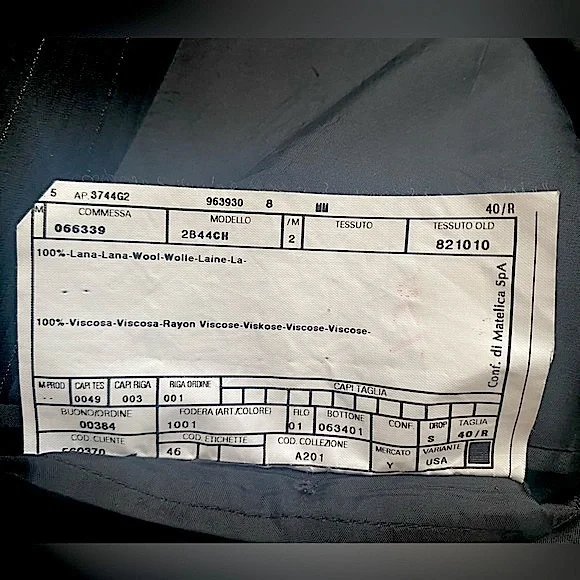 5 AP.3744G2 963930 8 40/R
M COMMESSA MODELLO /M TESSUTO TESSUTO OLD
066339 2B44CH 2 821010
100%-Lana-Lana-Wool-Wolle-Laine-La-
100%-Viscosa-Viscosa-Rayon Viscose-Viskose-Viscose-Viscose-
Conf. di Matelica SpA
M-PROD CAPI TES CAPI RIGA RIGA ORDINE CAPI TAGLIA
-- 0049 003 001
BUONO/ORDINE FODERA (ART./COLORE) FILO BOTTONE CONF. DROP TAGLIA
00384 1001 01 063401 S 40/R
COD. CLIENTE COD. ETICHETTE COD. COLLEZIONE MERCATO VARIANTE
46 A201 Y USA